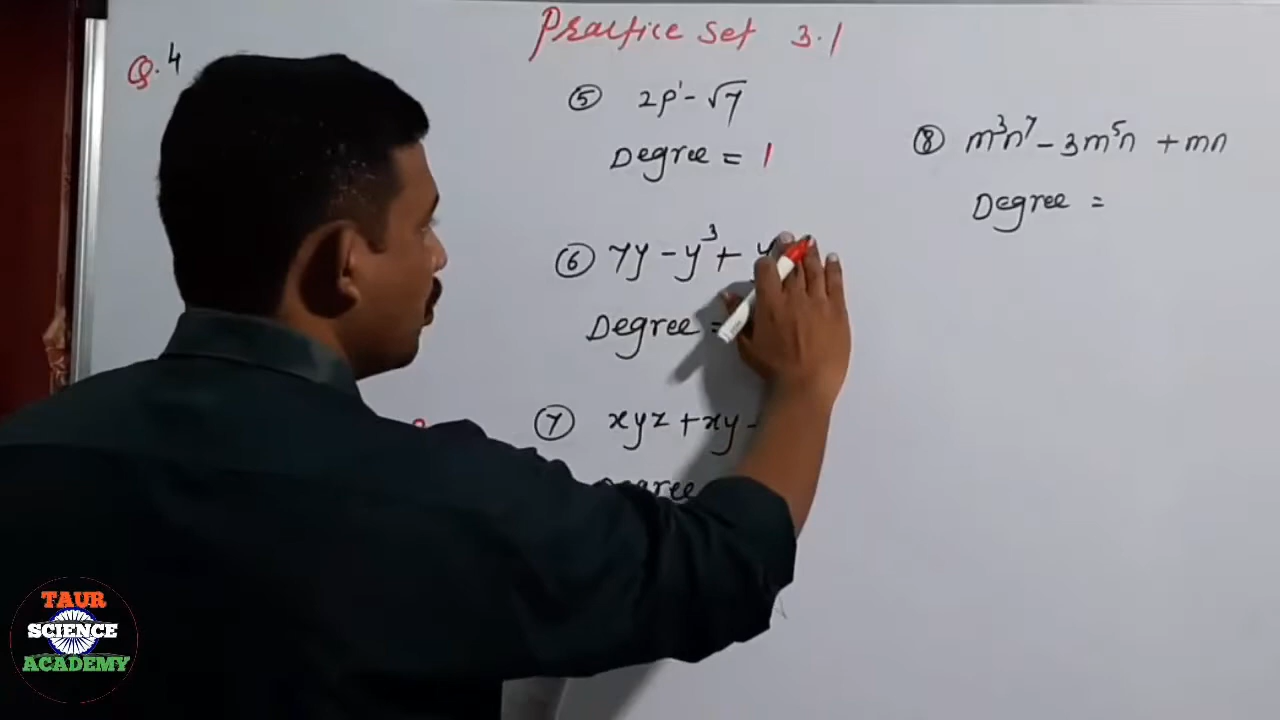 Practice Set 3.1
Q.4
⑤ 2p¹ - √7
Degree = 1
⑥ 7y - y³ + y
Degree =
⑦ xyz + xy -
Degree
⑧ m³n⁷ - 3m⁵n + mn
Degree =
TAUR
SCIENCE
ACADEMY